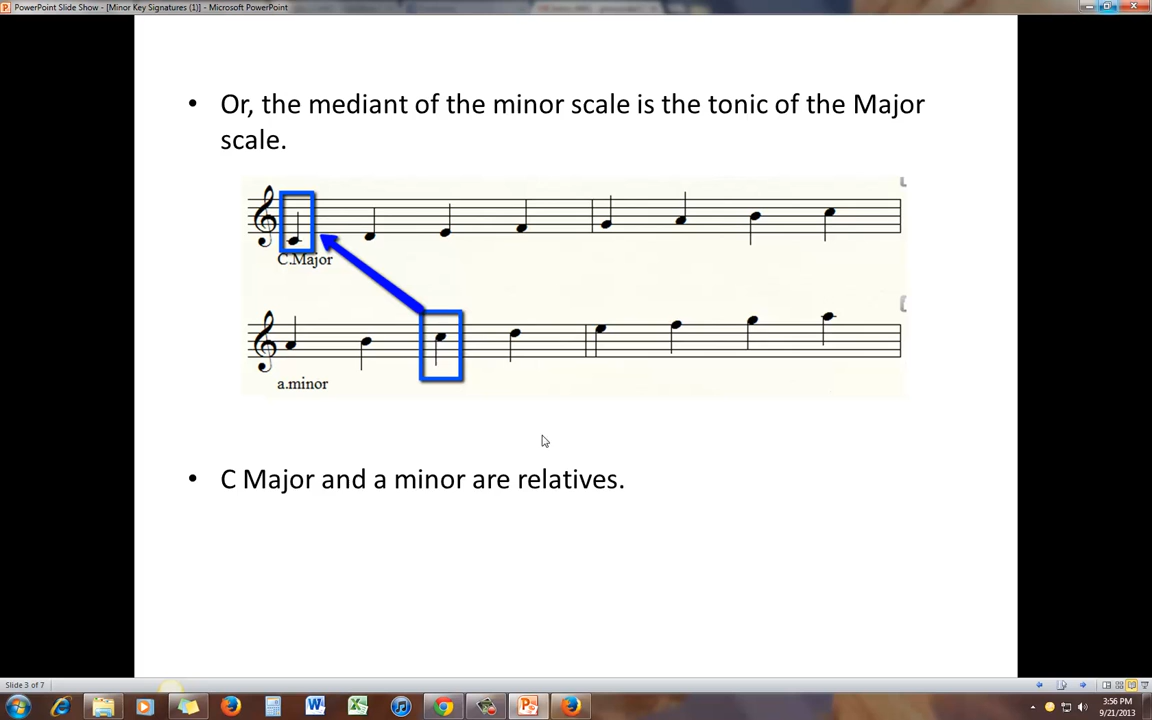 PowerPoint Slide Show - [Minor Key Signatures (1)] - Microsoft PowerPoint
• Or, the mediant of the minor scale is the tonic of the Major
scale.
C.Major
a.minor
• C Major and a minor are relatives.
Slide 3 of 7
3:56 PM
9/21/2013